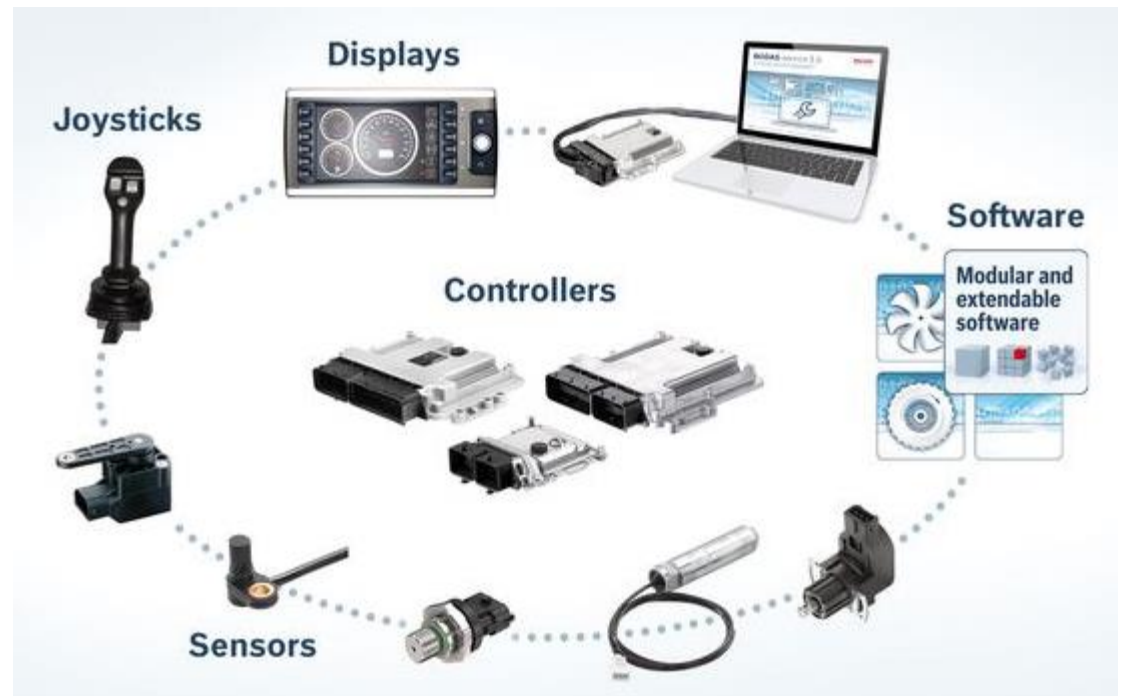 Displays
Joysticks
Software
Modular and
extendable
software
Controllers
Sensors